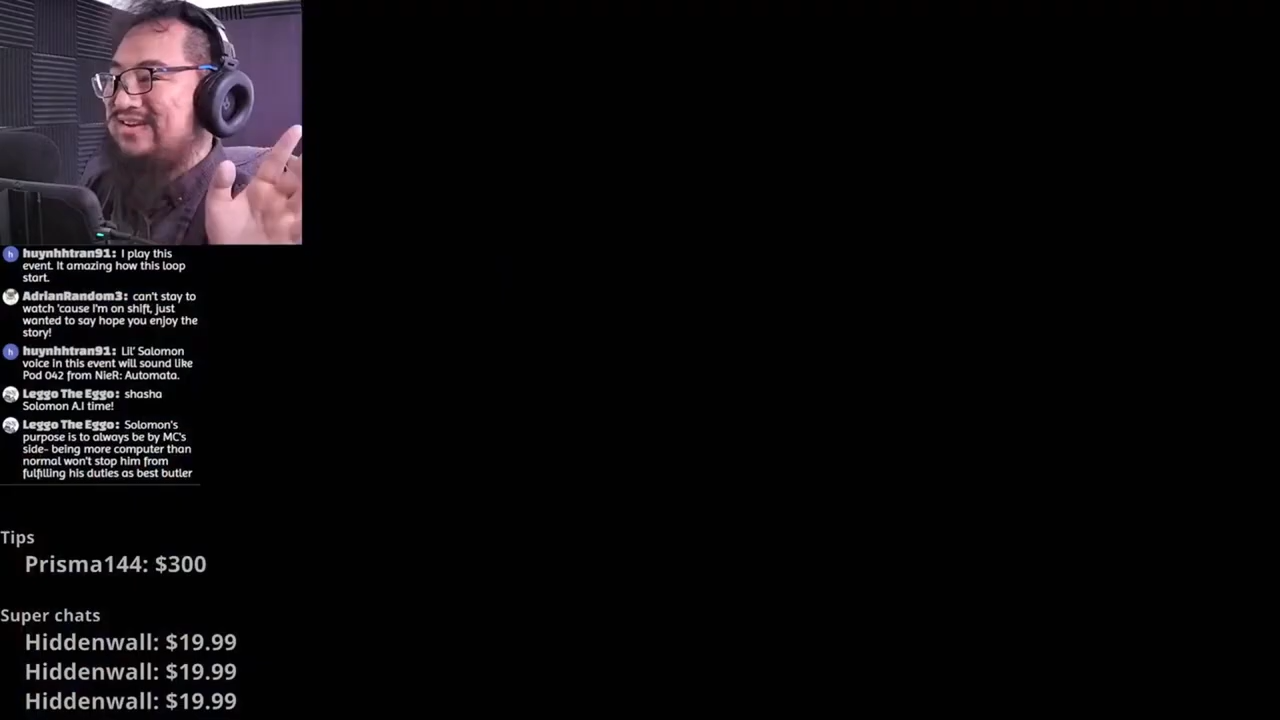 h huynhhtran91: I play this
event. It amazing how this loop
start.
AdrianRandom3: can't stay to
watch 'cause I'm on shift, just
wanted to say hope you enjoy the
story!
h huynhhtran91: Lil' Salomon
voice in this event will sound like
Pod 042 from NieR: Automata.
Leggo The Eggo: shasha
Solomon A.I time!
Leggo The Eggo: Solomon's
purpose is to always be by MC's
side- being more computer than
normal won't stop him from
fulfilling his duties as best butler
Tips
Prisma144: $300
Super chats
Hiddenwall: $19.99
Hiddenwall: $19.99
Hiddenwall: $19.99